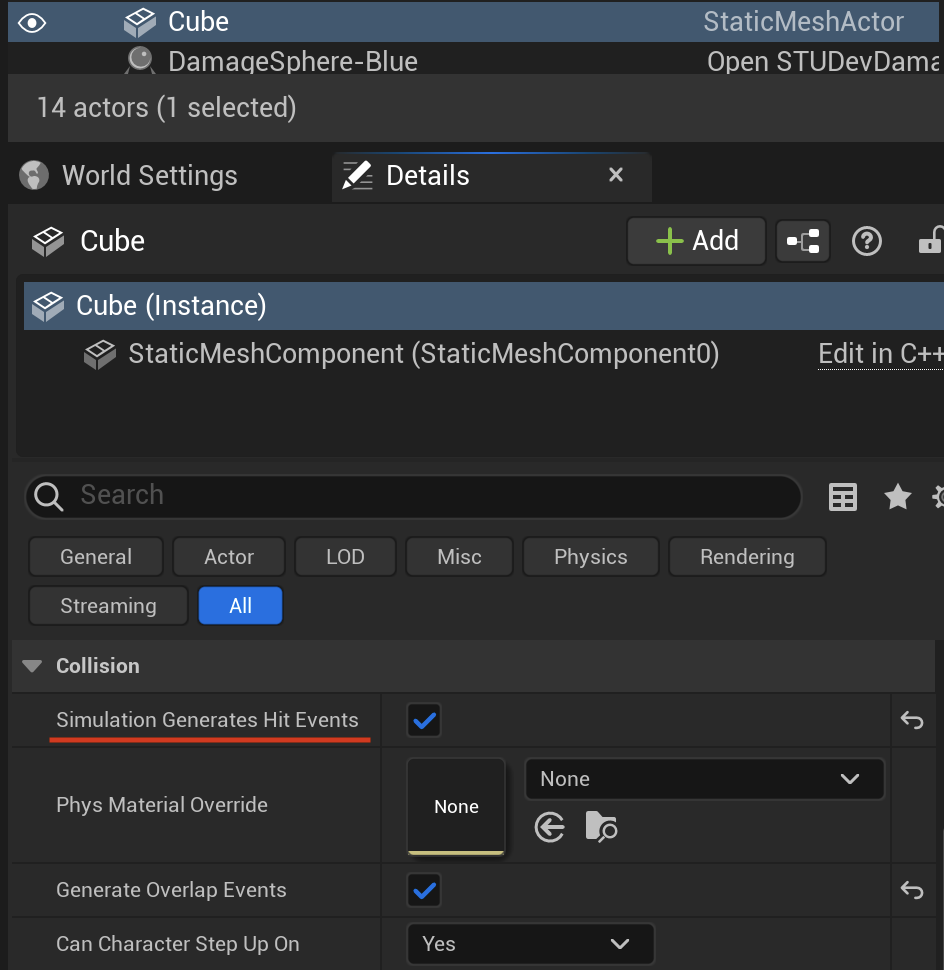 Cube StaticMeshActor
DamageSphere-Blue Open STUDevDama
14 actors (1 selected)
World Settings Details
Cube Add
Cube (Instance)
StaticMeshComponent (StaticMeshComponent0) Edit in C++
Search
General Actor LOD Misc Physics Rendering
Streaming All
Collision
Simulation Generates Hit Events
None
Phys Material Override None
Generate Overlap Events
Can Character Step Up On Yes